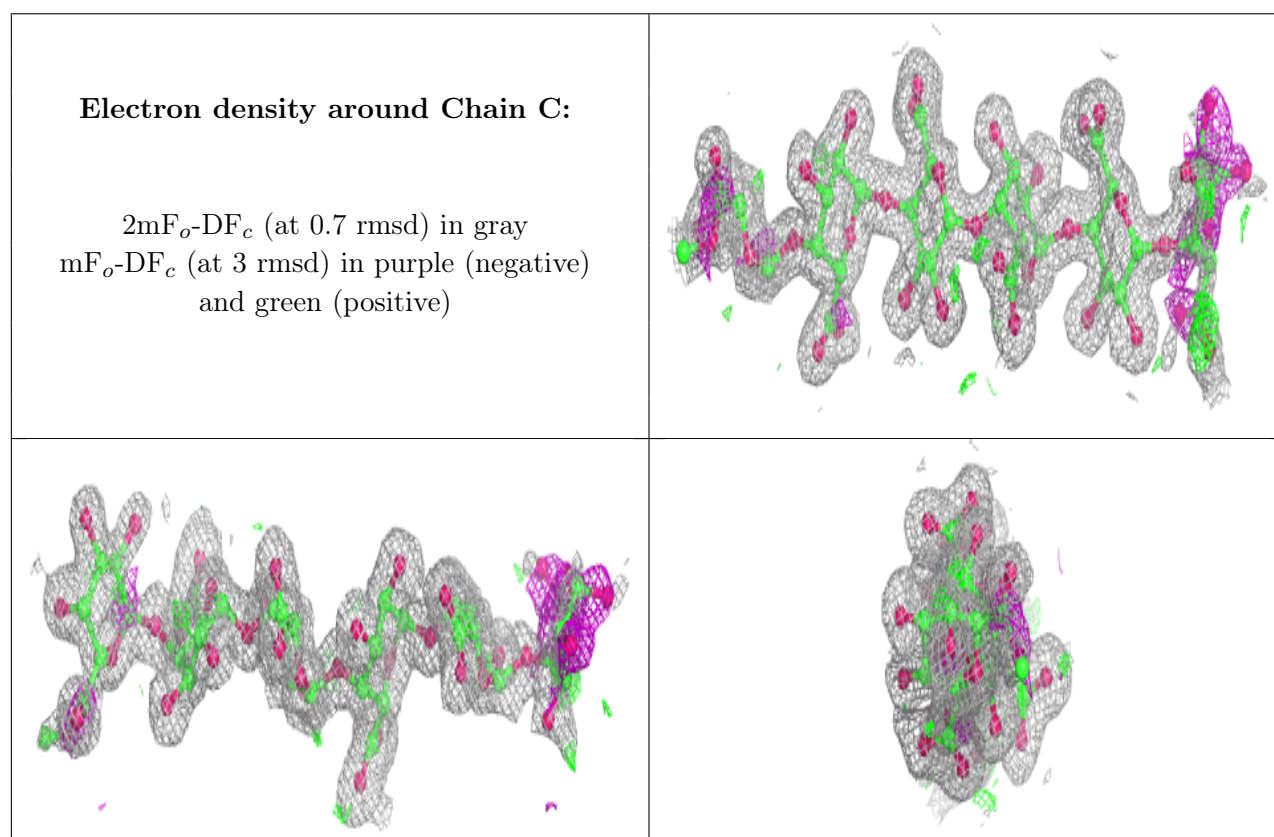 Electron density around Chain C:
2mFₒ-DF𝒸 (at 0.7 rmsd) in gray
mFₒ-DF𝒸 (at 3 rmsd) in purple (negative)
and green (positive)